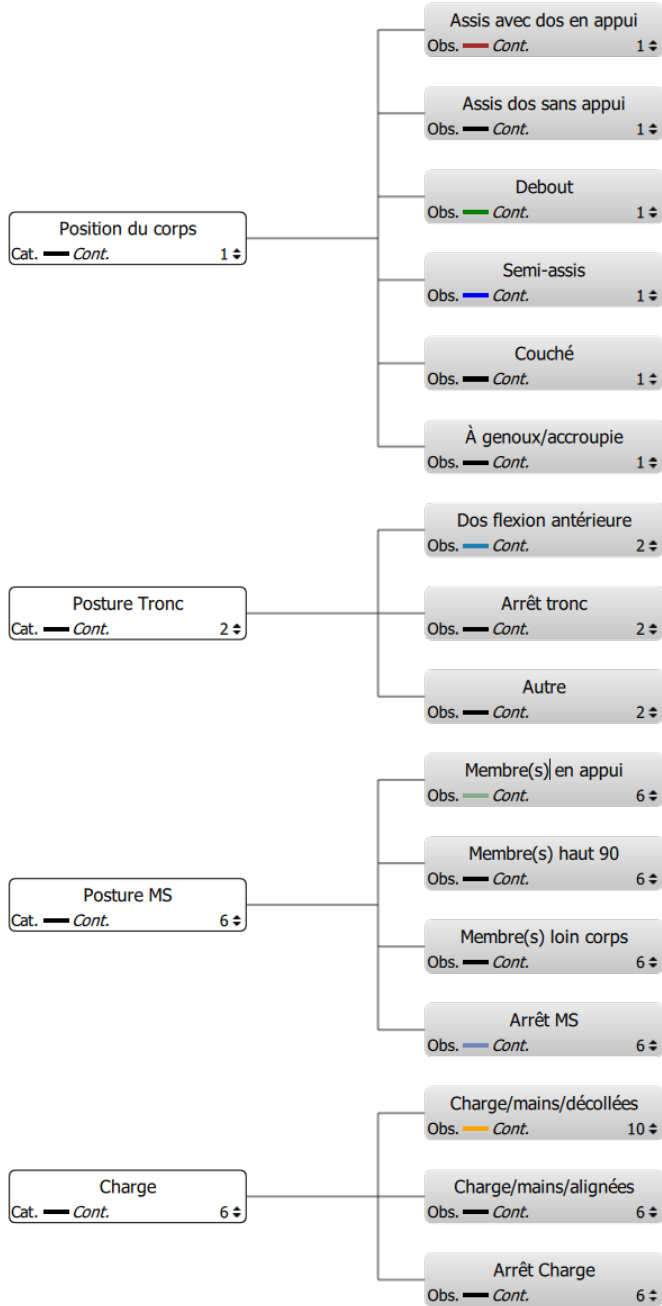 Assis avec dos en appui
Obs. Cont. 1
Assis dos sans appui
Obs. Cont. 1
Debout
Obs. Cont. 1
Position du corps
Cat. Cont. 1
Semi-assis
Obs. Cont. 1
Couché
Obs. Cont. 1
À genoux/accroupie
Obs. Cont. 1
Dos flexion antérieure
Obs. Cont. 2
Posture Tronc
Cat. Cont. 2
Arrêt tronc
Obs. Cont. 2
Autre
Obs. Cont. 2
Membre(s) en appui
Obs. Cont. 6
Membre(s) haut 90
Obs. Cont. 6
Posture MS
Cat. Cont. 6
Membre(s) loin corps
Obs. Cont. 6
Arrêt MS
Obs. Cont. 6
Charge/mains/décollées
Obs. Cont. 10
Charge
Cat. Cont. 6
Charge/mains/alignées
Obs. Cont. 6
Arrêt Charge
Obs. Cont. 6